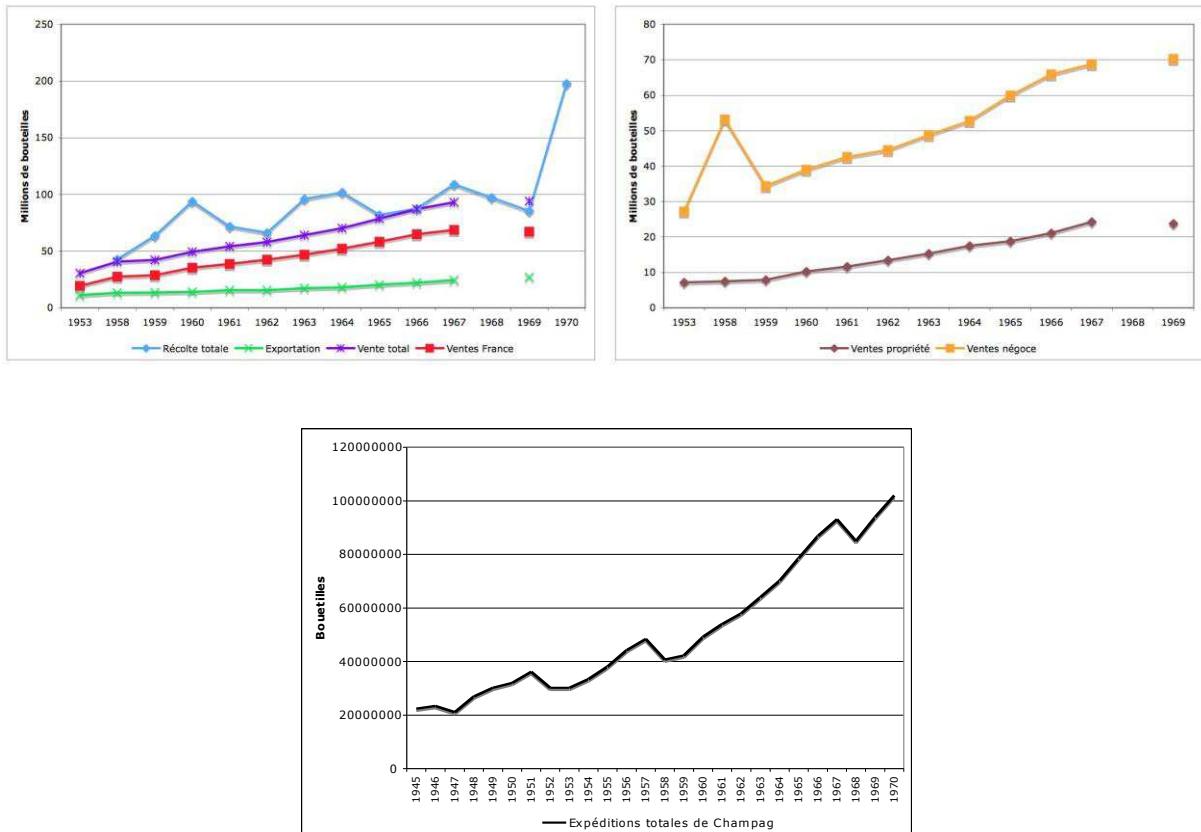 250
200
150
100
50
0
Millions de bouteilles
1953 1958 1959 1960 1961 1962 1963 1964 1965 1966 1967 1968 1969 1970
Récolte totale Exportation Vente total Ventes France
80
70
60
50
40
30
20
10
0
Millions de bouteilles
1953 1958 1959 1960 1961 1962 1963 1964 1965 1966 1967 1968 1969
Ventes propriété Ventes négoce
120000000
100000000
80000000
60000000
40000000
20000000
0
Bouetilles
1945 1946 1947 1948 1949 1950 1951 1952 1953 1954 1955 1956 1957 1958 1959 1960 1961 1962 1963 1964 1965 1966 1967 1968 1969 1970
Expéditions totales de Champag